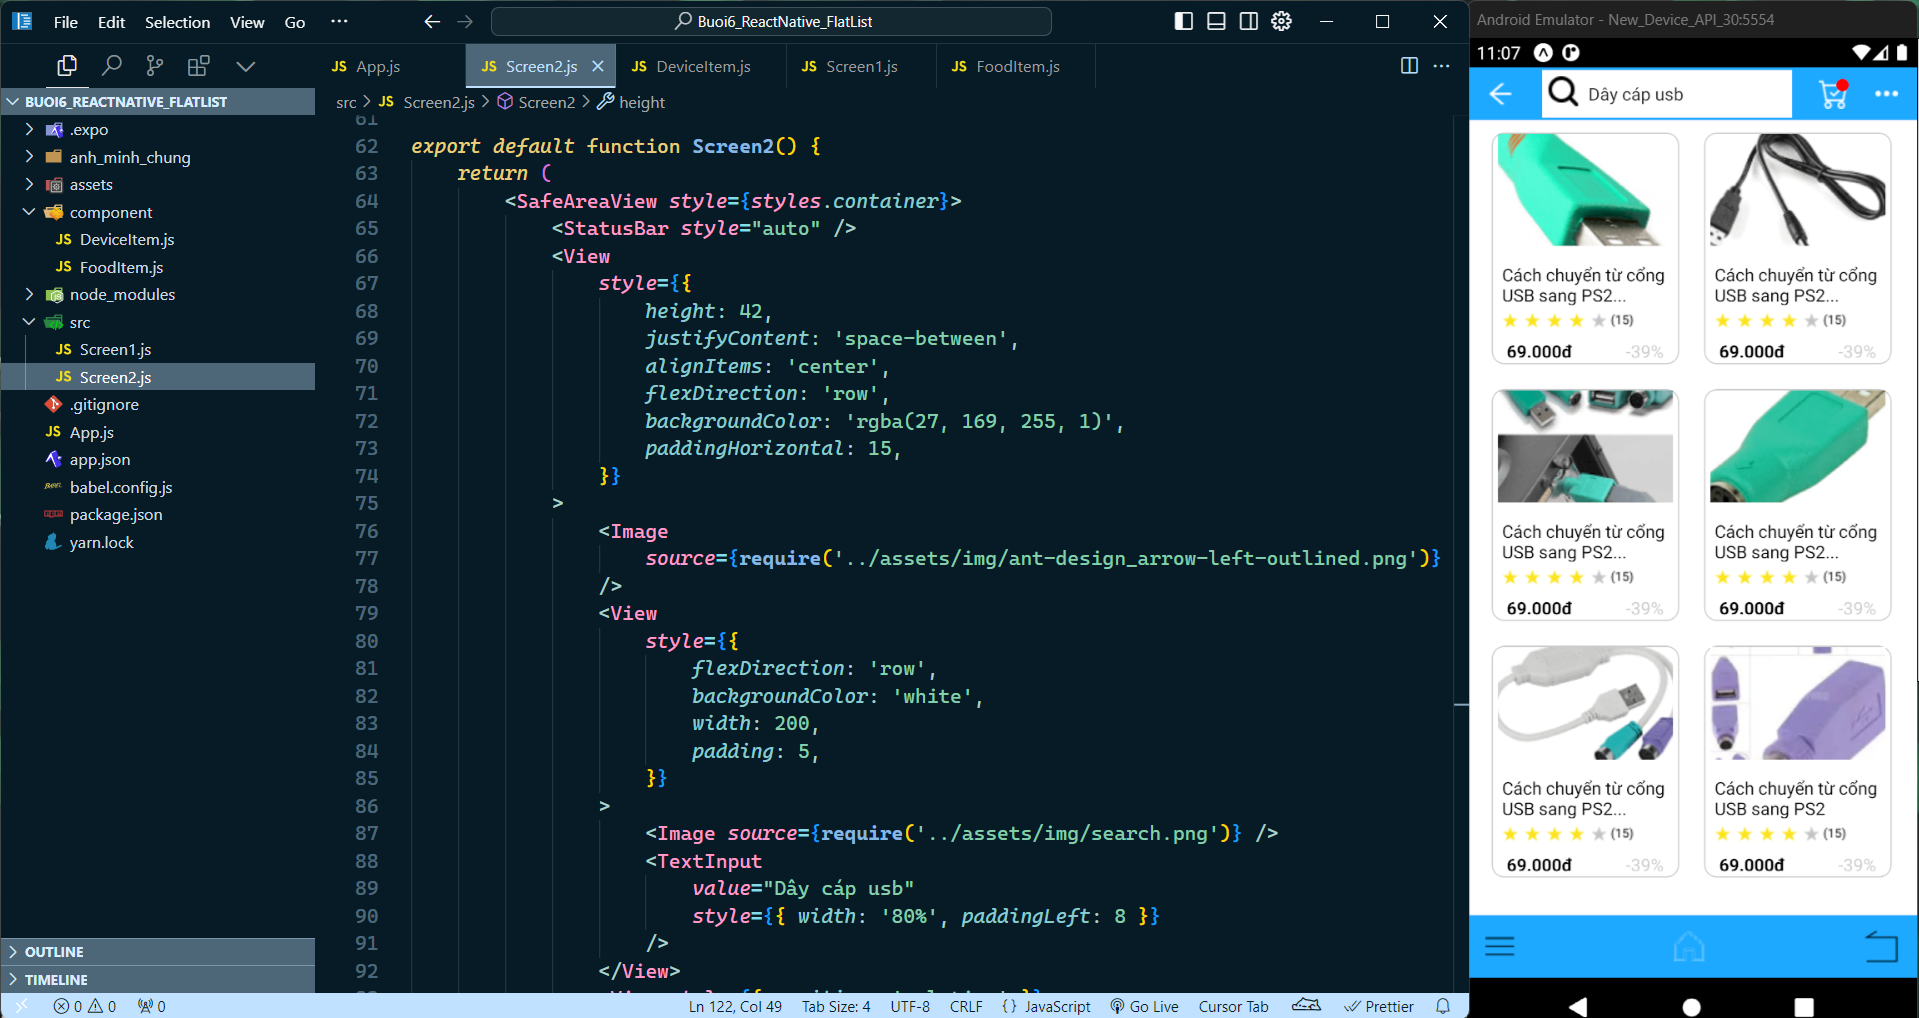 File Edit Selection View Go ···
Buoi6_ReactNative_FlatList
BUOI6_REACTNATIVE_FLATLIST
.expo
anh_minh_chung
assets
component
JS DeviceItem.js
JS FoodItem.js
node_modules
src
JS Screen1.js
JS Screen2.js
.gitignore
JS App.js
app.json
babel.config.js
package.json
yarn.lock
OUTLINE
TIMELINE
JS App.js JS Screen2.js JS DeviceItem.js JS Screen1.js JS FoodItem.js
src > JS Screen2.js > Screen2 > height
61
62 export default function Screen2() {
63 return (
64 <SafeAreaView style={styles.container}>
65 <StatusBar style="auto" />
66 <View
67 style={{
68 height: 42,
69 justifyContent: 'space-between',
70 alignItems: 'center',
71 flexDirection: 'row',
72 backgroundColor: 'rgba(27, 169, 255, 1)',
73 paddingHorizontal: 15,
74 }}
75 >
76 <Image
77 source={require('../assets/img/ant-design_arrow-left-outlined.png')}
78 />
79 <View
80 style={{
81 flexDirection: 'row',
82 backgroundColor: 'white',
83 width: 200,
84 padding: 5,
85 }}
86 >
87 <Image source={require('../assets/img/search.png')} />
88 <TextInput
89 value="Dây cáp usb"
90 style={{ width: '80%', paddingLeft: 8 }}
91 />
92 </View>
0 0 0
Ln 122, Col 49 Tab Size: 4 UTF-8 CRLF {} JavaScript Go Live Cursor Tab Prettier
Android Emulator - New_Device_API_30:5554
11:07
Dây cáp usb
Cách chuyển từ cổng
USB sang PS2...
(15)
69.000đ -39%
Cách chuyển từ cổng
USB sang PS2...
(15)
69.000đ -39%
Cách chuyển từ cổng
USB sang PS2...
(15)
69.000đ -39%
Cách chuyển từ cổng
USB sang PS2...
(15)
69.000đ -39%
Cách chuyển từ cổng
USB sang PS2...
(15)
69.000đ -39%
Cách chuyển từ cổng
USB sang PS2
(15)
69.000đ -39%